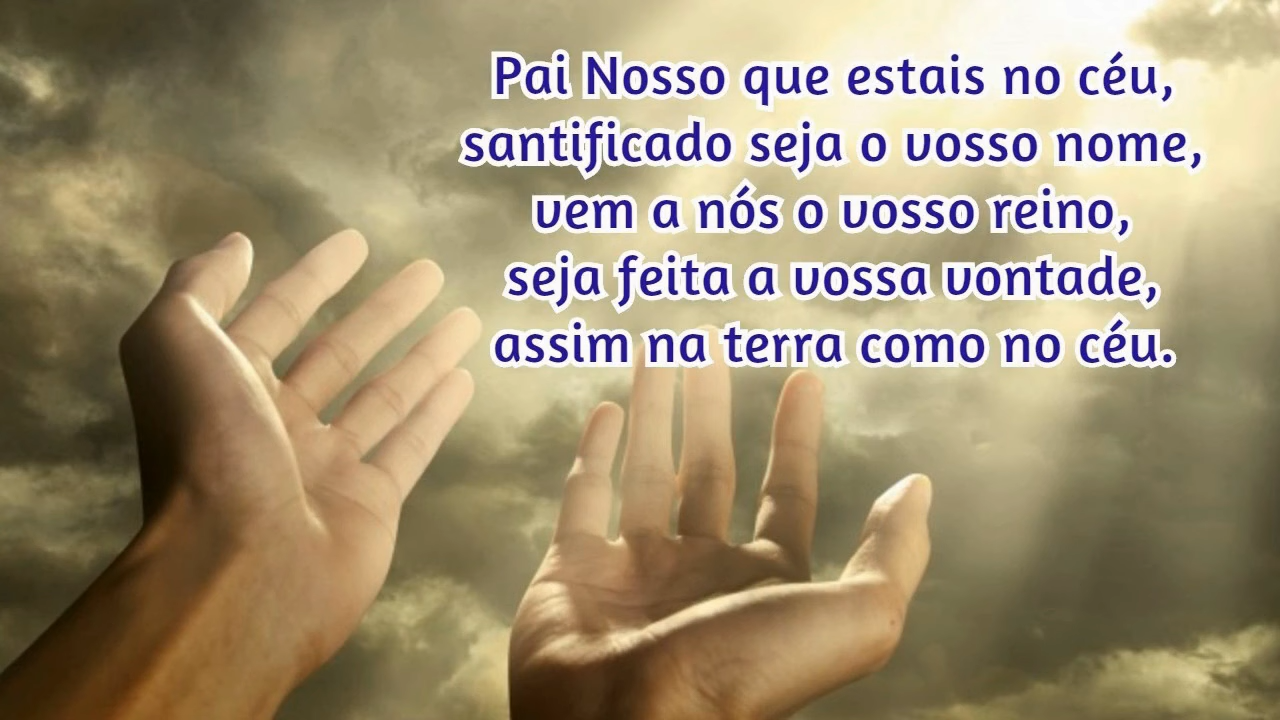 Pai Nosso que estais no céu,
santificado seja o vosso nome,
vem a nós o vosso reino,
seja feita a vossa vontade,
assim na terra como no céu.